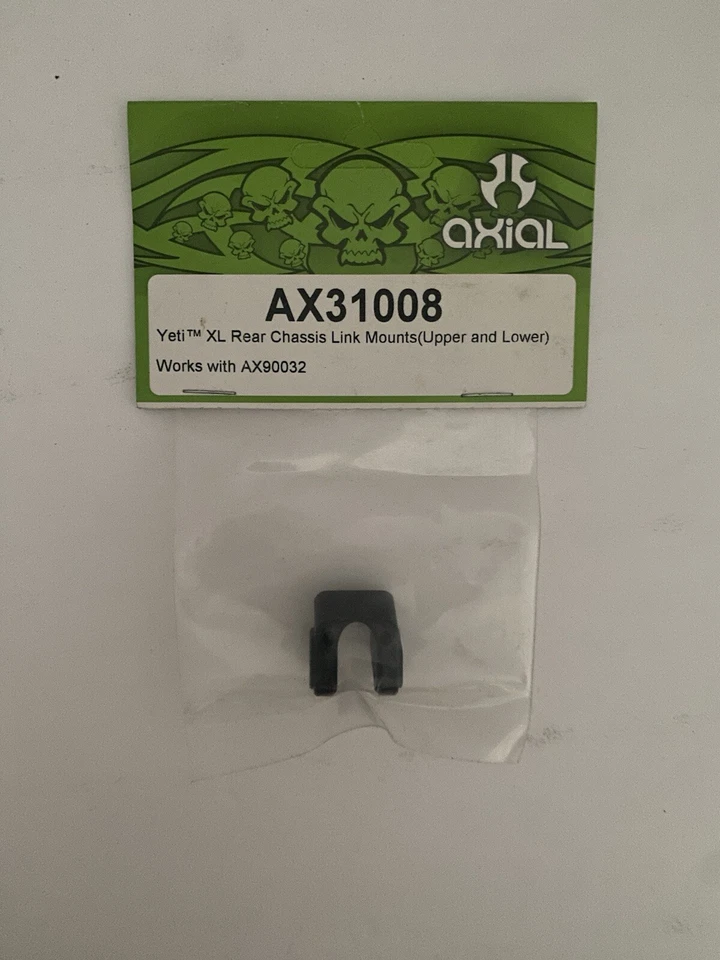 axiaL
AX31008
Yeti™ XL Rear Chassis Link Mounts(Upper and Lower)
Works with AX90032